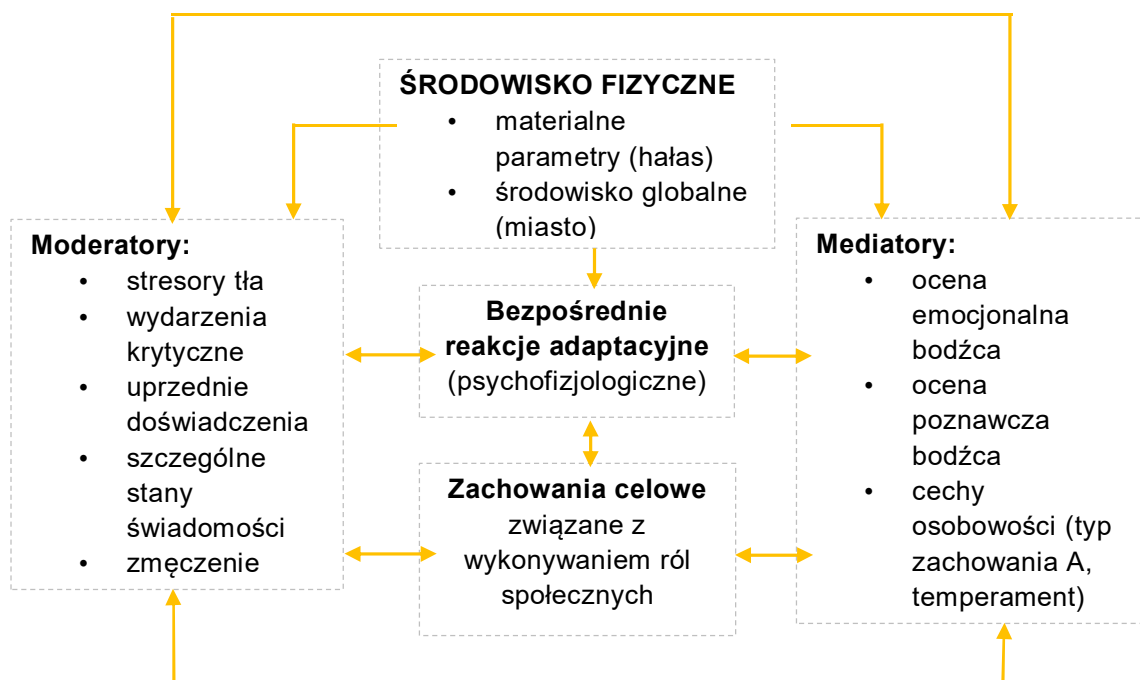 ŚRODOWISKO FIZYCZNE
• materialne
parametry (hałas)
• środowisko globalne
(miasto)
Moderatory:
• stresory tła
• wydarzenia
krytyczne
• uprzednie
doświadczenia
• szczególne
stany
świadomości
• zmęczenie
Bezpośrednie
reakcje adaptacyjne
(psychofizjologiczne)
Zachowania celowe
związane z
wykonywaniem ról
społecznych
Mediatory:
• ocena
emocjonalna
bodźca
• ocena
poznawcza
bodźca
• cechy
osobowości (typ
zachowania A,
temperament)